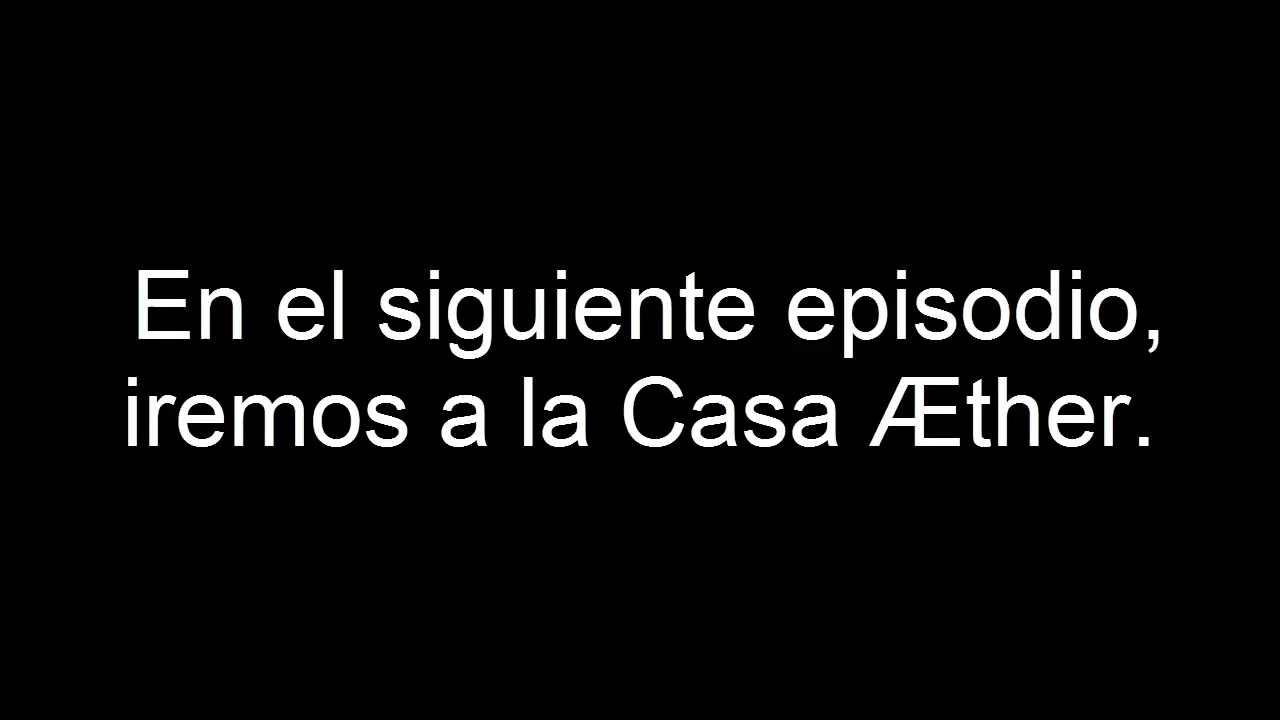 En el siguiente episodio,
iremos a la Casa Æther.